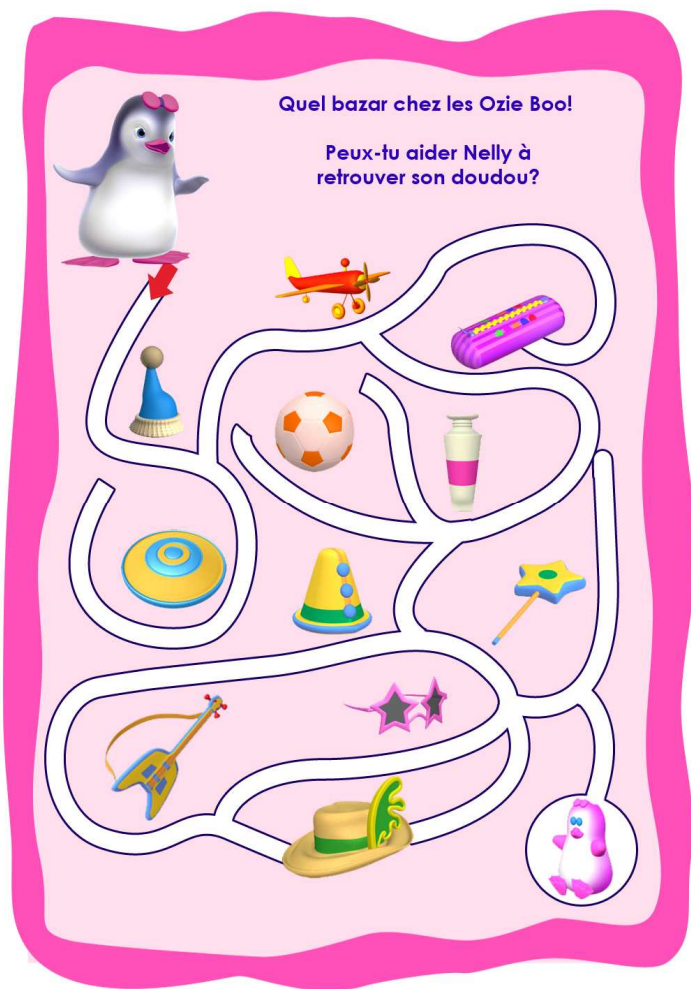 Quel bazar chez les Ozie Boo!
Peux-tu aider Nelly à
retrouver son doudou?